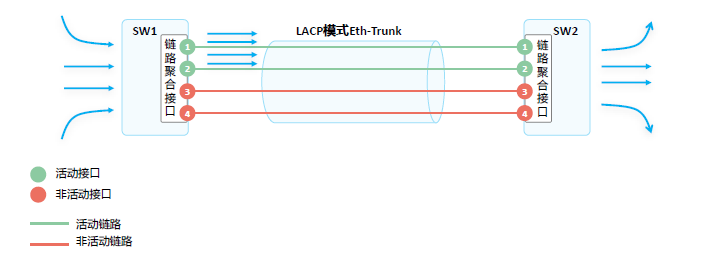 SW1
LACP模式Eth-Trunk
SW2
链路聚合接口
1
2
3
4
1
2
3
4
链路聚合接口
活动接口
非活动接口
活动链路
非活动链路